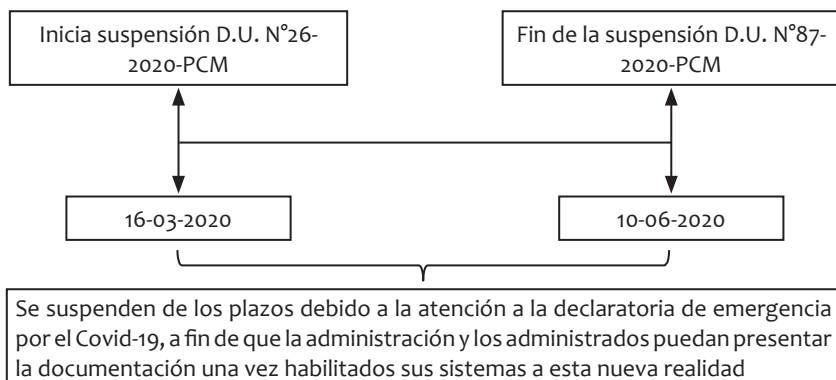 Inicia suspensión D.U. N°26-
2020-PCM
Fin de la suspensión D.U. N°87-
2020-PCM
16-03-2020
10-06-2020
Se suspenden de los plazos debido a la atención a la declaratoria de emergencia
por el Covid-19, a fin de que la administración y los administrados puedan presentar
la documentación una vez habilitados sus sistemas a esta nueva realidad